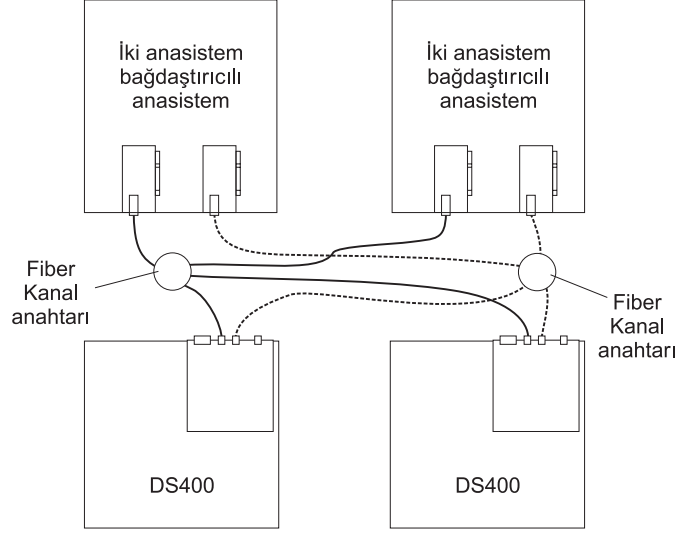 İki anasistem
bağdaştırıcılı
anasistem
İki anasistem
bağdaştırıcılı
anasistem
Fiber
Kanal
anahtarı
Fiber
Kanal
anahtarı
DS400
DS400